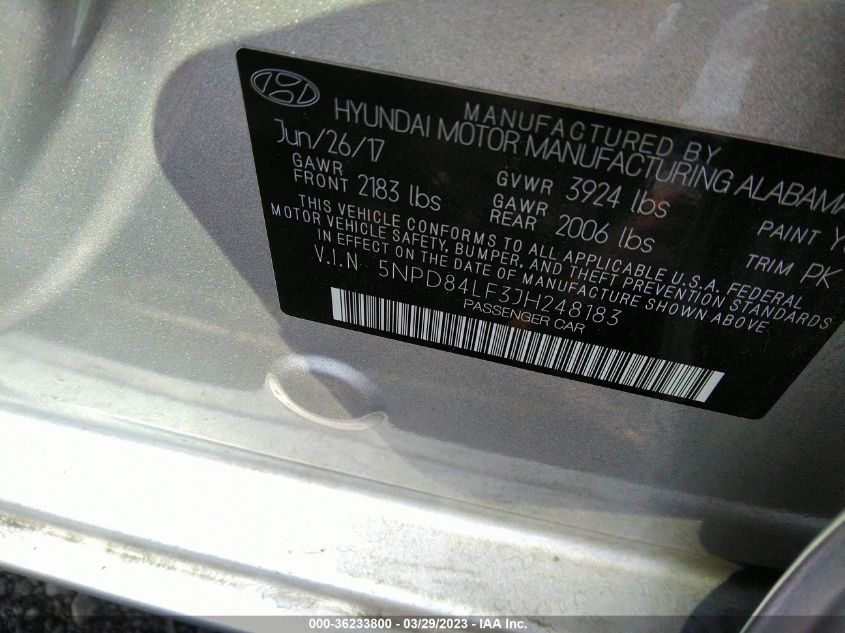 MANUFACTURED BY
HYUNDAI MOTOR MANUFACTURING ALABAMA
Jun/26/17
GVWR 3924 lbs
GAWR FRONT 2183 lbs
GAWR REAR 2006 lbs
PAINT
THIS VEHICLE CONFORMS TO ALL APPLICABLE U.S.A. FEDERAL
MOTOR VEHICLE SAFETY, BUMPER, AND THEFT PREVENTION STANDARDS
IN EFFECT ON THE DATE OF MANUFACTURE SHOWN ABOVE
TRIM PK
V.I.N 5NPD84LF3JH248183
PASSENGER CAR
000-36233800 — 03/29/2023 — IAA Inc.